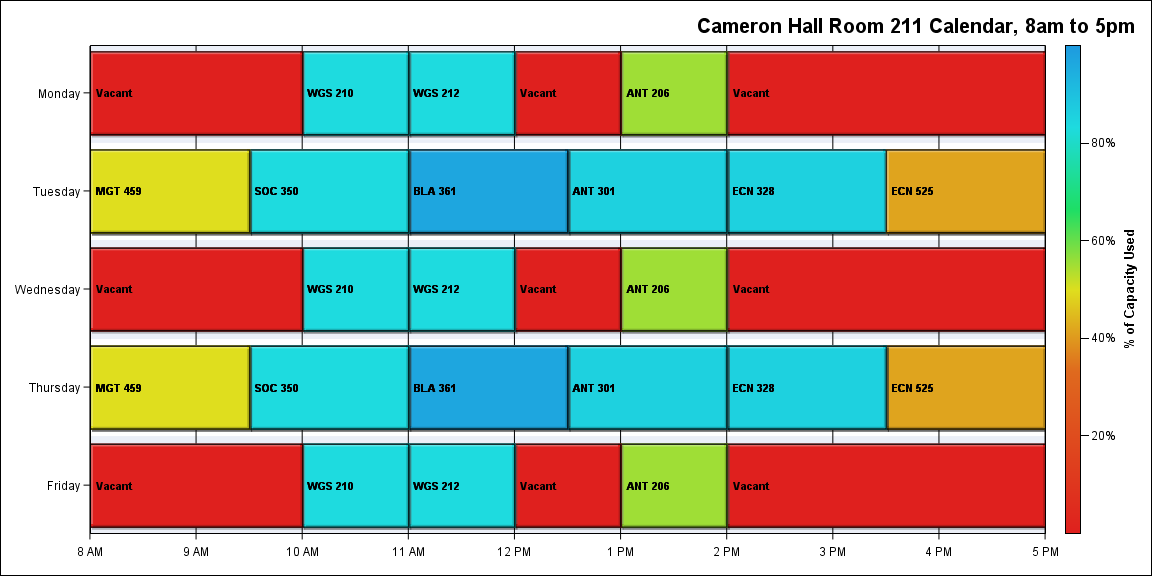 Cameron Hall Room 211 Calendar, 8am to 5pm
Monday Vacant WGS 210 WGS 212 Vacant ANT 206 Vacant
80%
Tuesday MGT 459 SOC 350 BLA 361 ANT 301 ECN 328 ECN 525
60%
% of Capacity Used
Wednesday Vacant WGS 210 WGS 212 Vacant ANT 206 Vacant
40%
Thursday MGT 459 SOC 350 BLA 361 ANT 301 ECN 328 ECN 525
20%
Friday Vacant WGS 210 WGS 212 Vacant ANT 206 Vacant
8 AM 9 AM 10 AM 11 AM 12 PM 1 PM 2 PM 3 PM 4 PM 5 PM